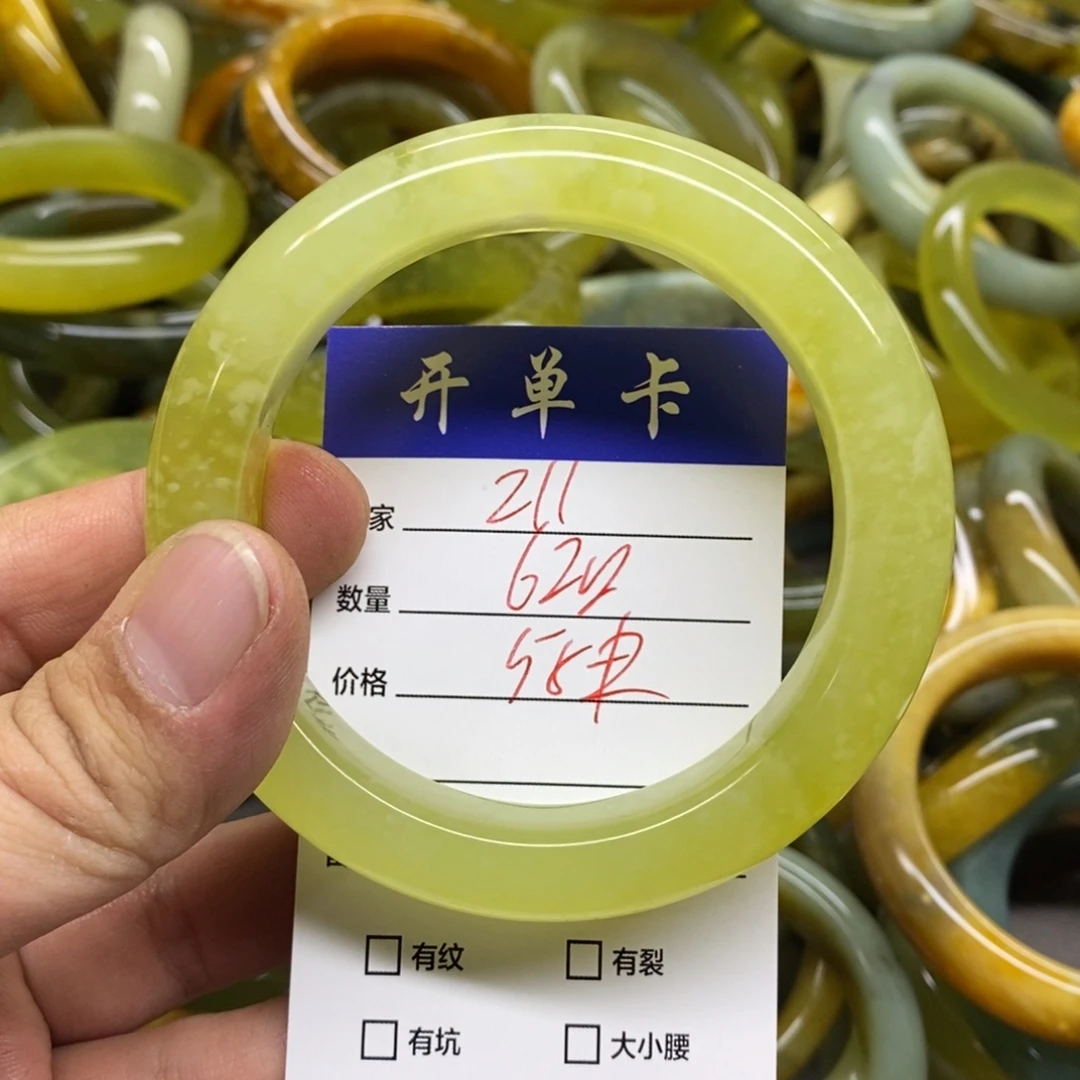 开单卡
家 211
数量 62
价格 58
有纹 有裂
有坑 大小腰